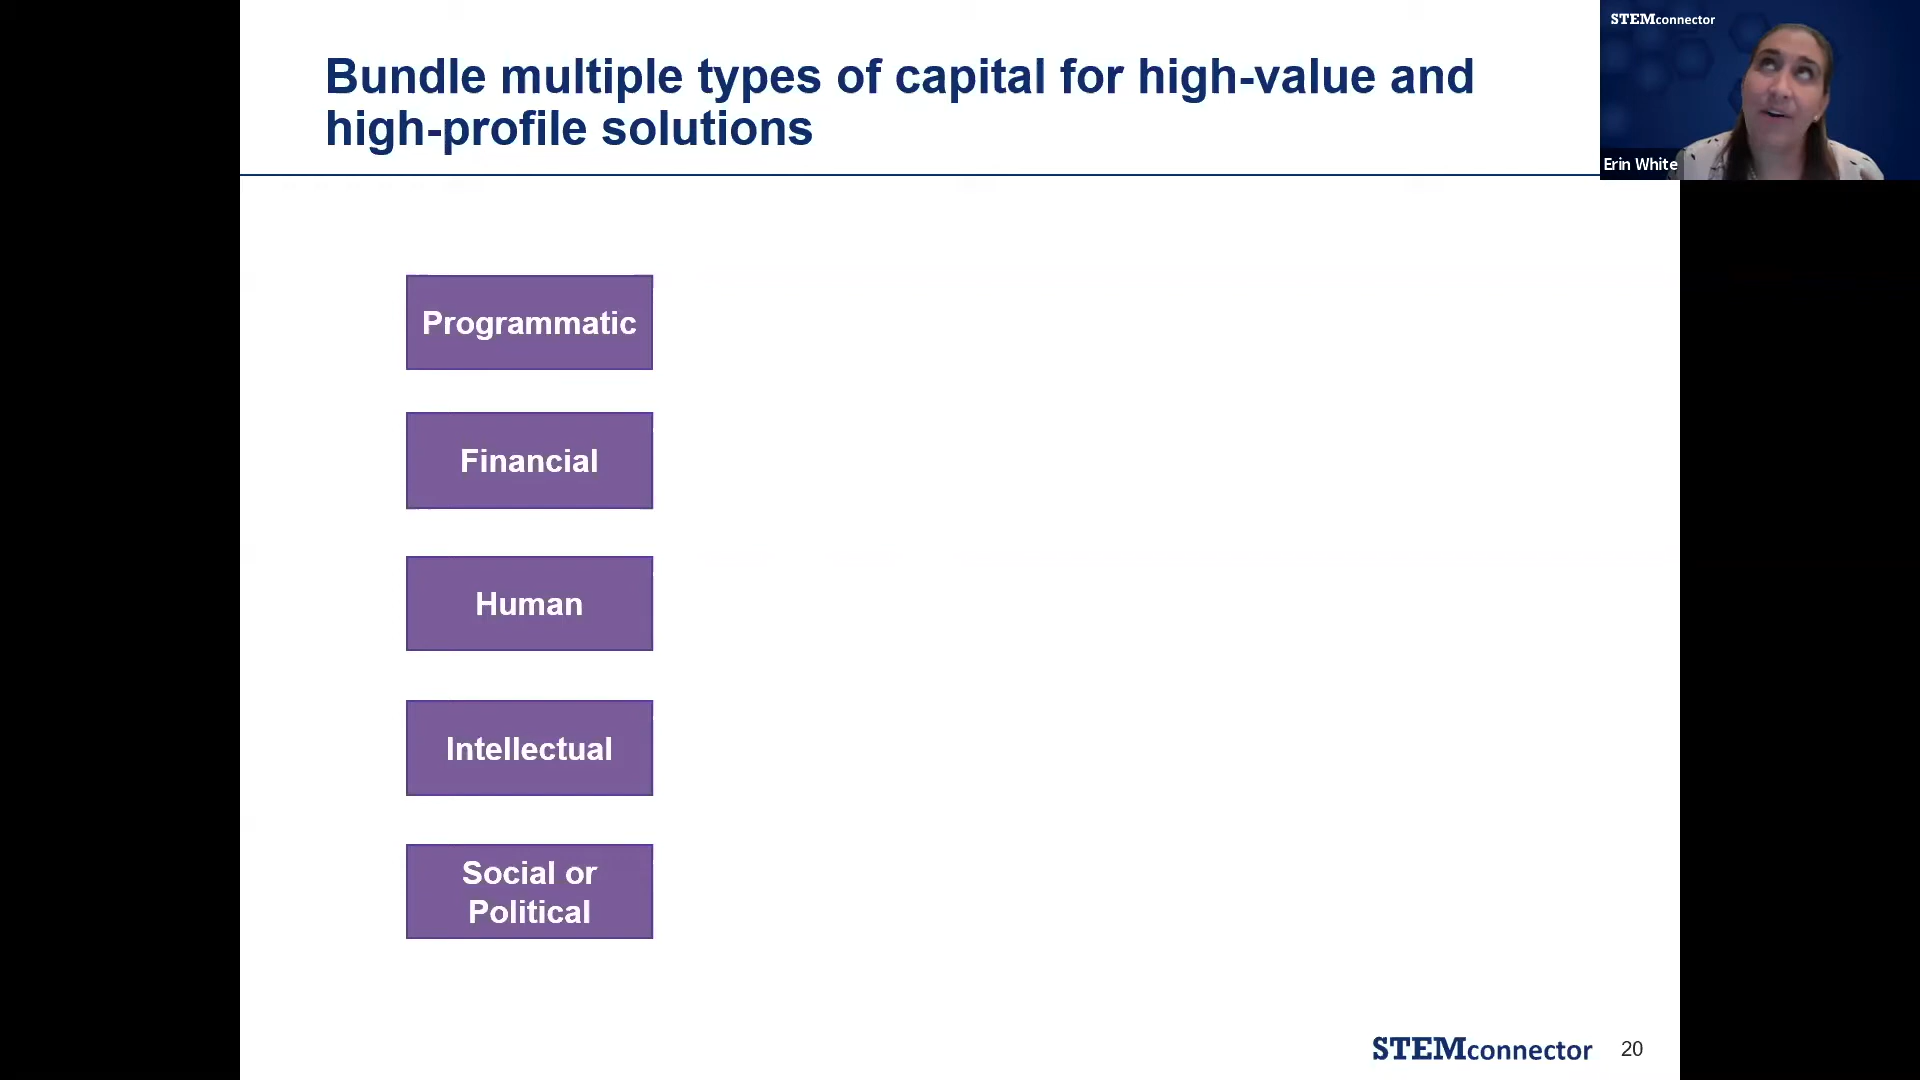 Bundle multiple types of capital for high-value and
high-profile solutions
STEMconnector
Erin White
Programmatic
Financial
Human
Intellectual
Social or
Political
STEMconnector 20